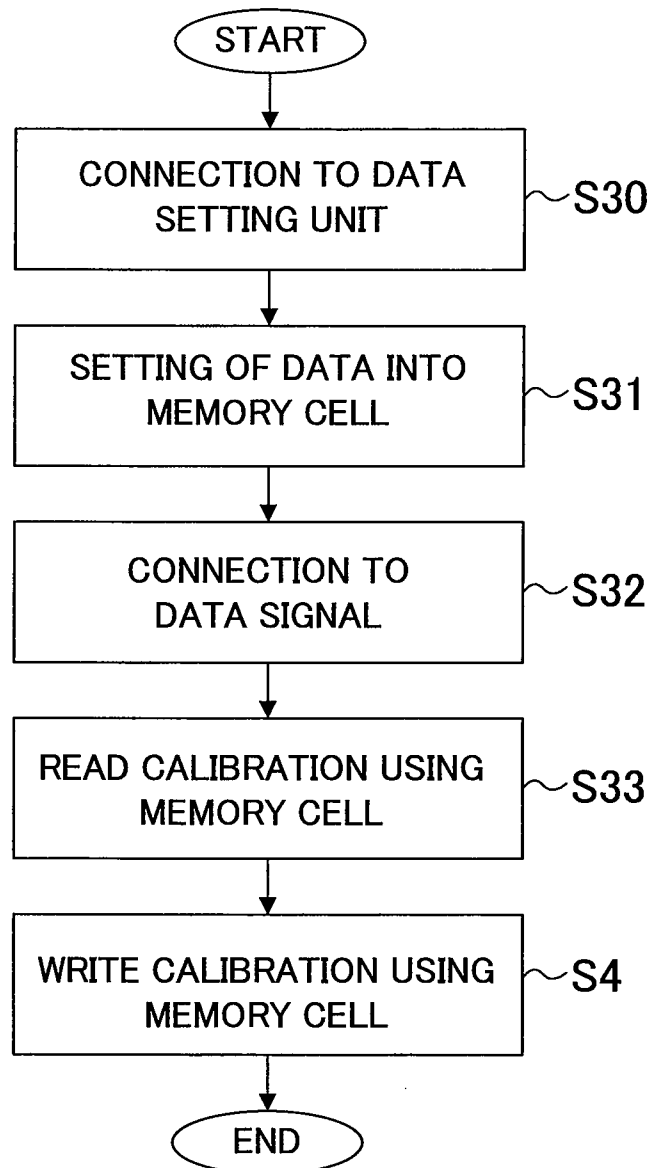 START
CONNECTION TO DATA
SETTING UNIT
S30
SETTING OF DATA INTO
MEMORY CELL
S31
CONNECTION TO
DATA SIGNAL
S32
READ CALIBRATION USING
MEMORY CELL
S33
WRITE CALIBRATION USING
MEMORY CELL
S4
END